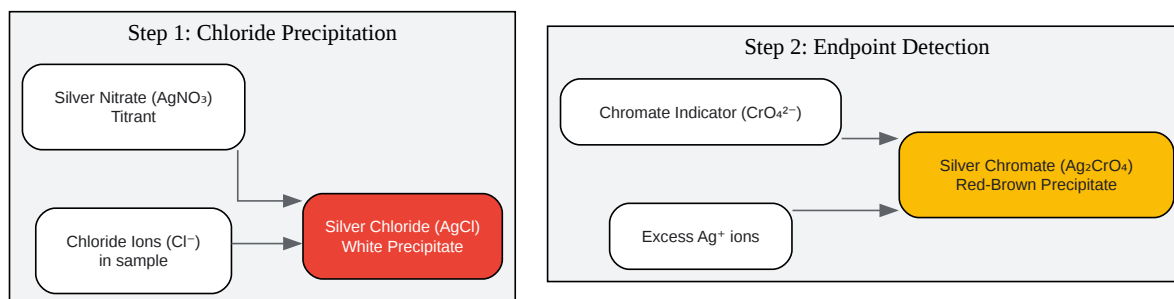 Step 1: Chloride Precipitation
Silver Nitrate (AgNO₃)
Titrant
Chloride Ions (Cl⁻)
in sample
Silver Chloride (AgCl)
White Precipitate
Step 2: Endpoint Detection
Chromate Indicator (CrO₄²⁻)
Excess Ag⁺ ions
Silver Chromate (Ag₂CrO₄)
Red-Brown Precipitate